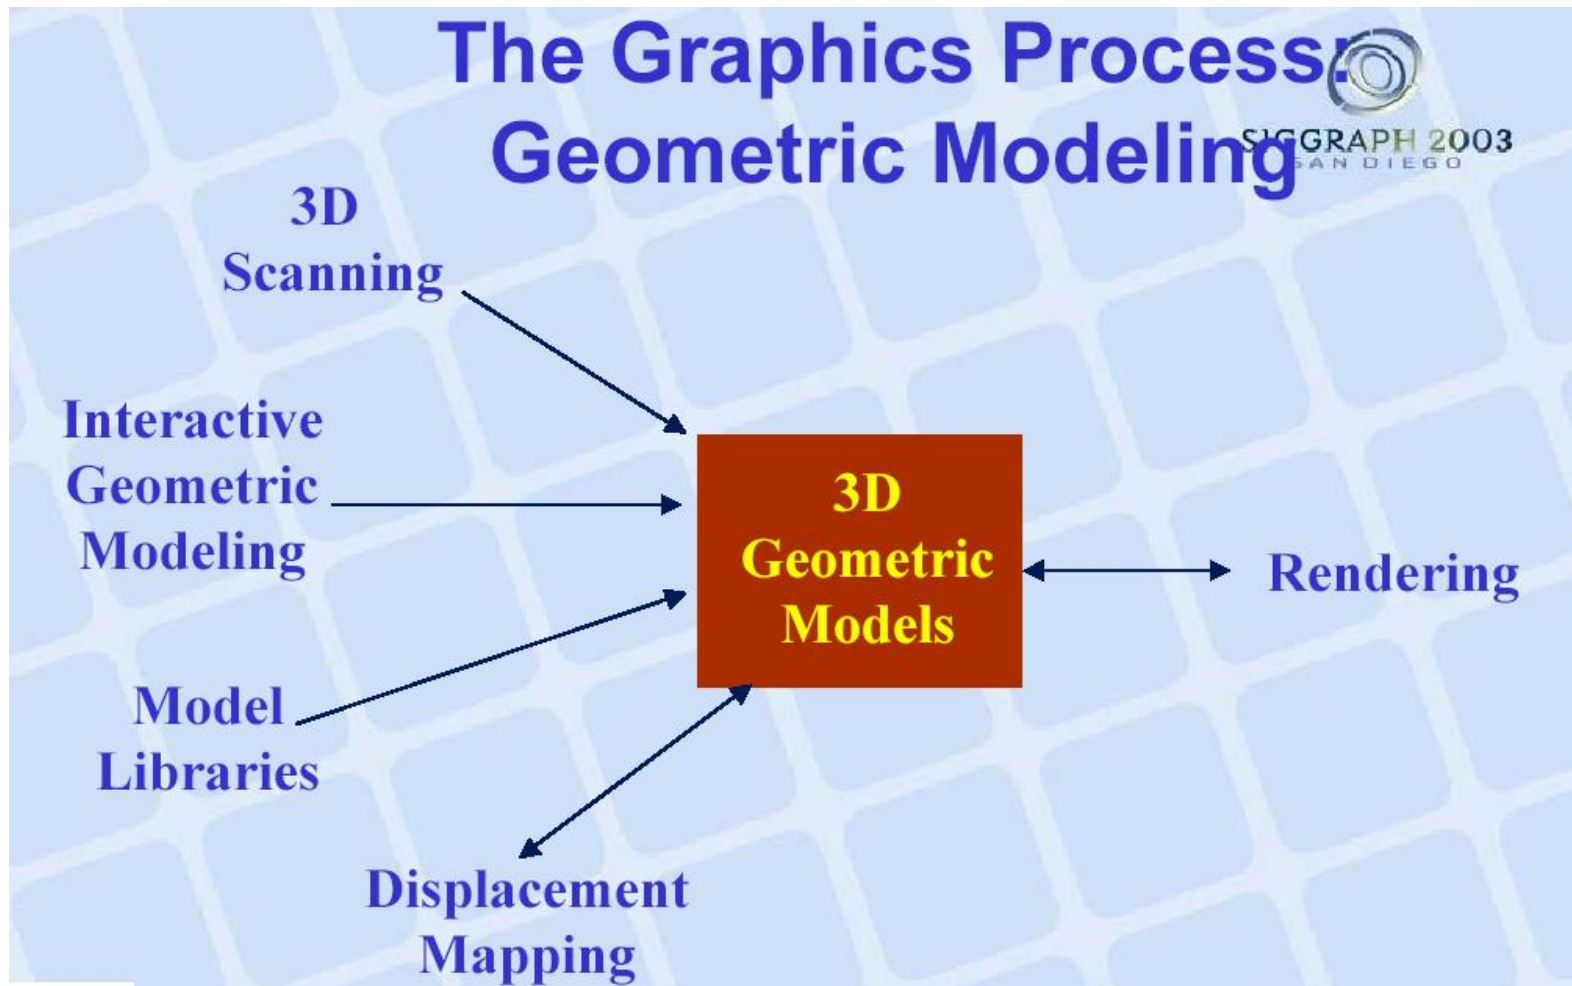 The Graphics Process:
Geometric Modeling
SIGGRAPH 2003
SAN DIEGO
3D
Scanning
Interactive
Geometric
Modeling
3D
Geometric
Models
Rendering
Model
Libraries
Displacement
Mapping